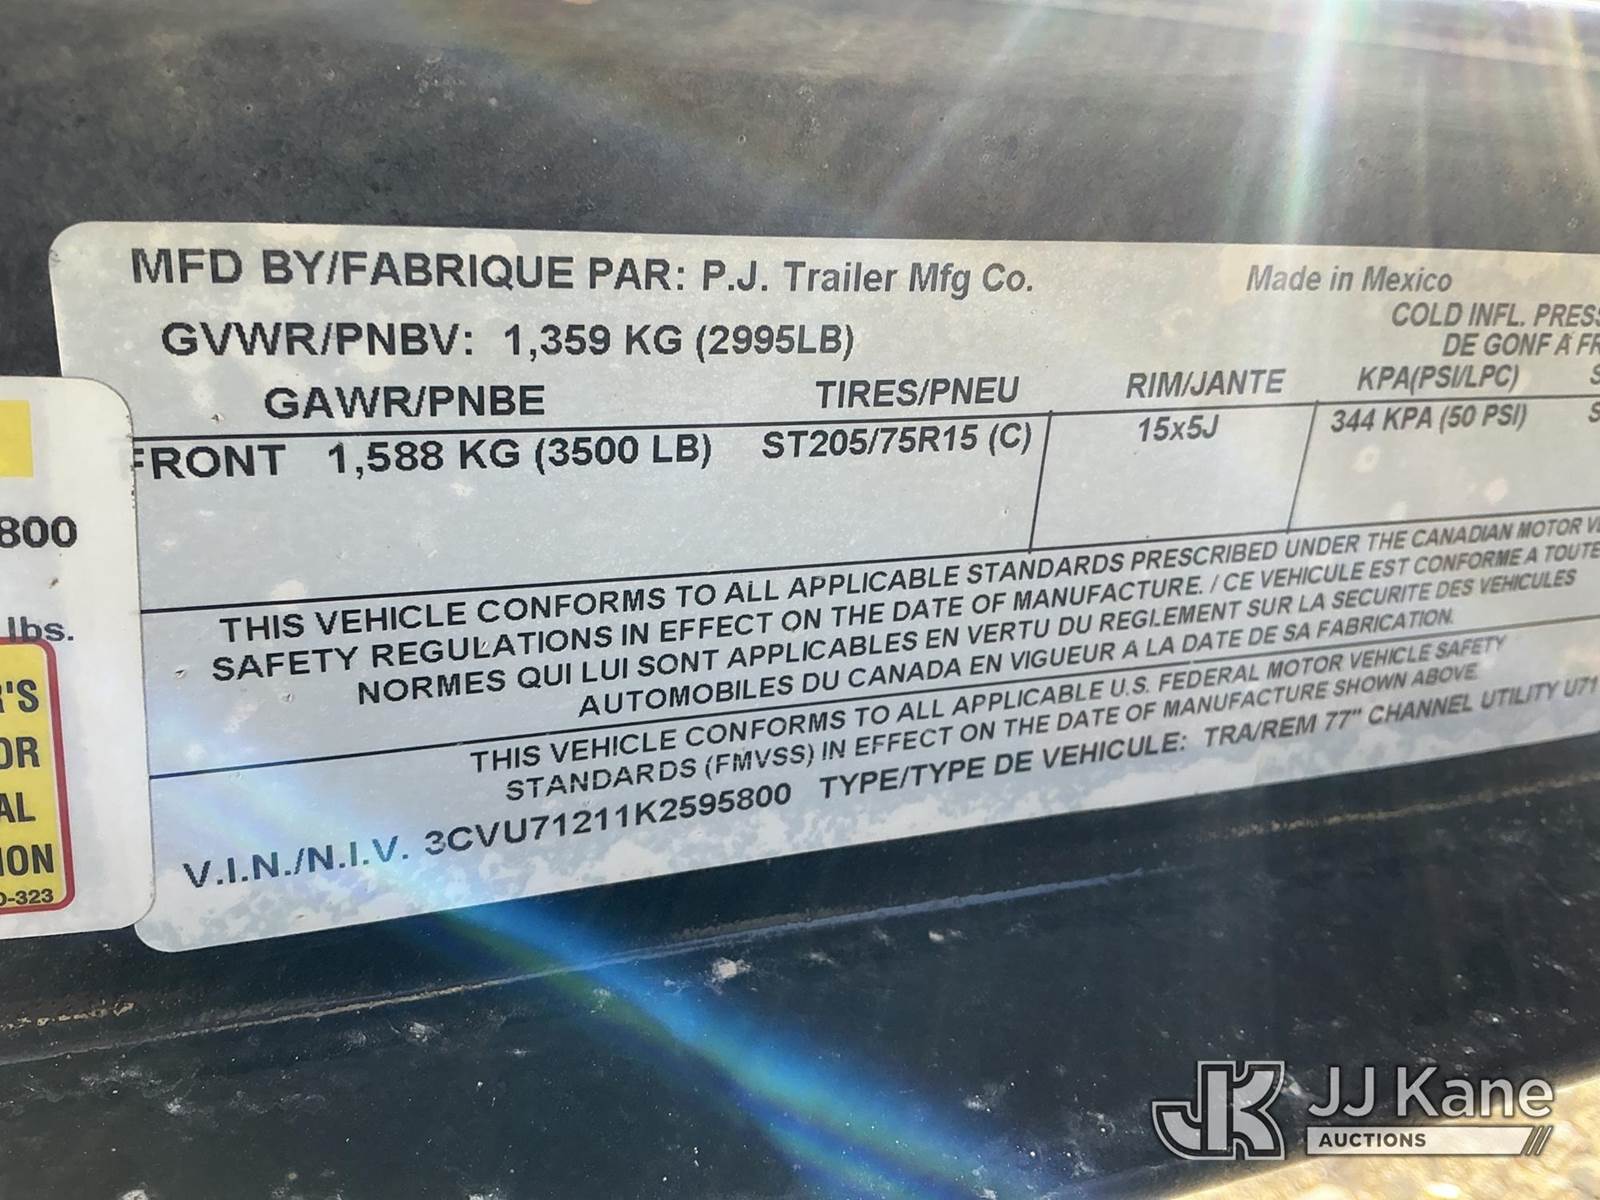 MFD BY/FABRIQUE PAR: P.J. Trailer Mfg Co. Made in Mexico
GVWR/PNBV: 1,359 KG (2995LB)
COLD INFL. PRESS
DE GONF A FR
GAWR/PNBE TIRES/PNEU RIM/JANTE KPA(PSI/LPC) S
FRONT 1,588 KG (3500 LB) ST205/75R15 (C) 15x5J 344 KPA (50 PSI) S
THIS VEHICLE CONFORMS TO ALL APPLICABLE STANDARDS PRESCRIBED UNDER THE CANADIAN MOTOR VE
SAFETY REGULATIONS IN EFFECT ON THE DATE OF MANUFACTURE. / CE VEHICULE EST CONFORME A TOUTE
NORMES QUI LUI SONT APPLICABLES EN VERTU DU REGLEMENT SUR LA SECURITE DES VEHICULES
AUTOMOBILES DU CANADA EN VIGUEUR A LA DATE DE SA FABRICATION.
THIS VEHICLE CONFORMS TO ALL APPLICABLE U.S. FEDERAL MOTOR VEHICLE SAFETY
STANDARDS (FMVSS) IN EFFECT ON THE DATE OF MANUFACTURE SHOWN ABOVE.
V.I.N./N.I.V. 3CVU71211K2595800 TYPE/TYPE DE VEHICULE: TRA/REM 77" CHANNEL UTILITY U71
800
lbs.
R'S
OR
AL
ION
D-323
JK JJ Kane
AUCTIONS